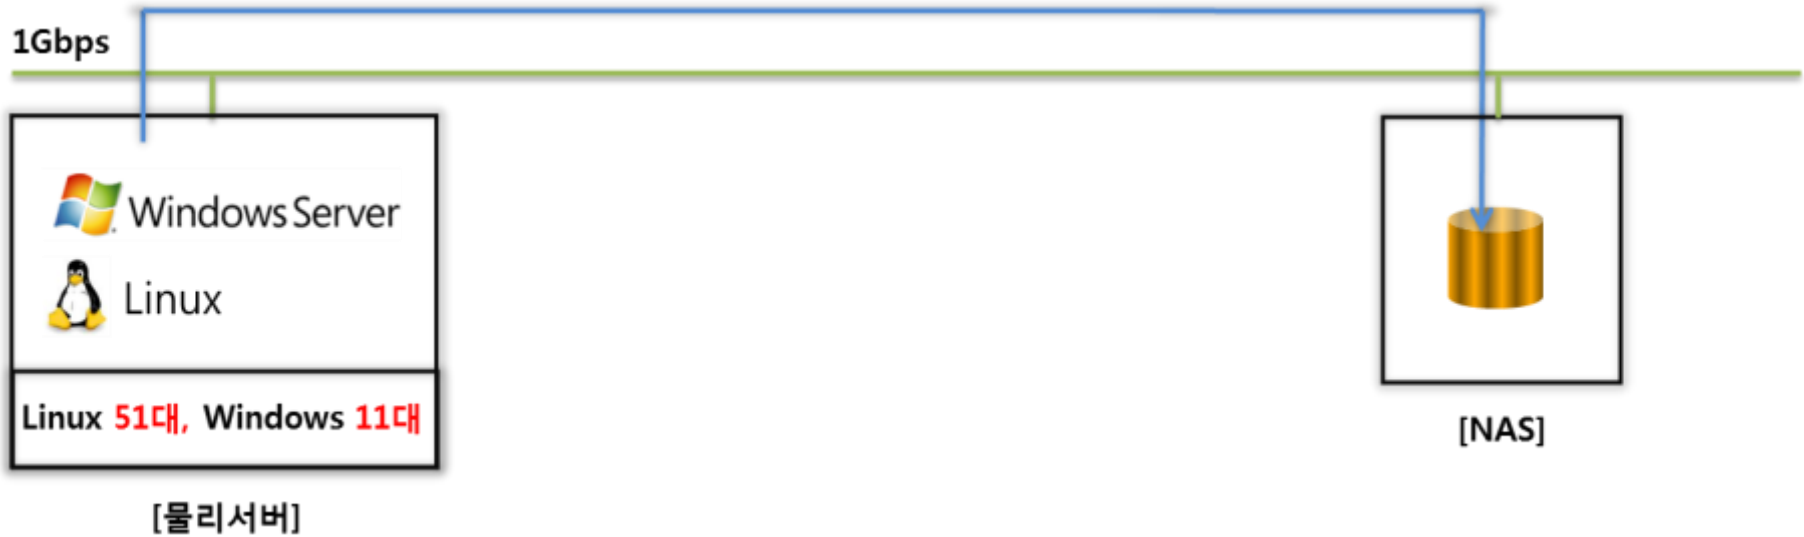 1Gbps
Windows Server
Linux
Linux 51대, Windows 11대
[물리서버]
[NAS]